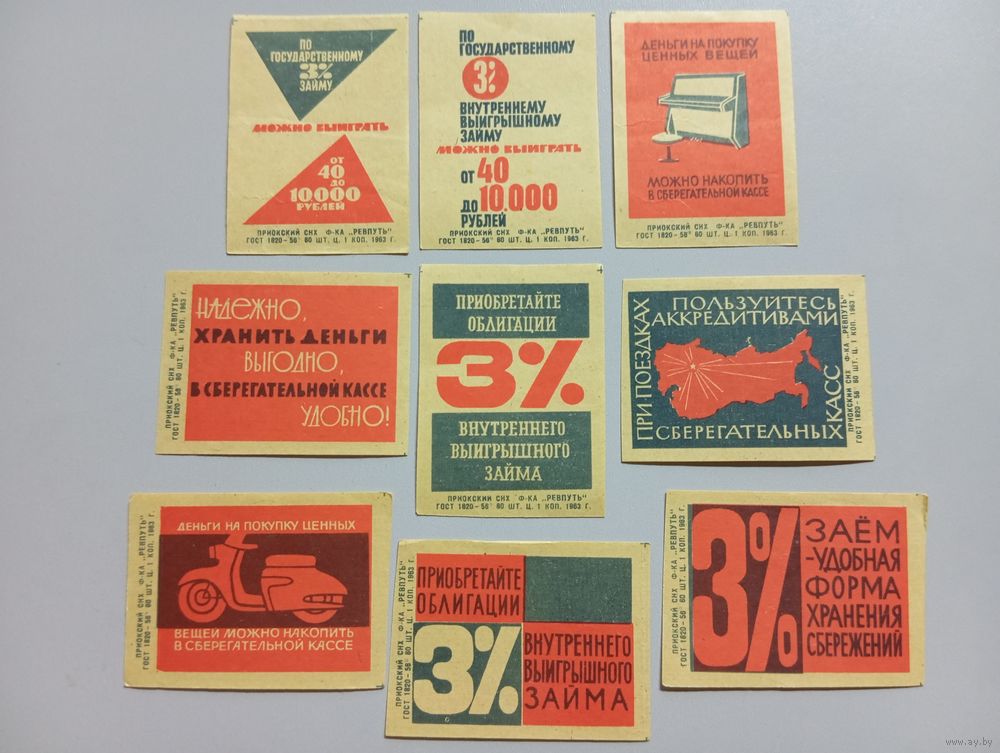 ПО
ГОСУДАРСТВЕННОМУ
3%
ЗАЙМУ
МОЖНО ВЫИГРАТЬ
ОТ
40
ДО
10.000
РУБЛЕЙ
ПРИОКСКИЙ СНХ Ф-КА „РЕВПУТЬ"
ГОСТ 1820-56° 60 ШТ. Ц. 1 КОП. 1963 Г.
ПО
ГОСУДАРСТВЕННОМУ
3%
ВНУТРЕННЕМУ
ВЫИГРЫШНОМУ
ЗАЙМУ
МОЖНО ВЫИГРАТЬ
ОТ 40
ДО 10.000
РУБЛЕЙ
ПРИОКСКИЙ СНХ Ф-КА „РЕВПУТЬ"
ГОСТ 1820-56° 60 ШТ. Ц. 1 КОП. 1963 Г.
ДЕНЬГИ НА ПОКУПКУ
ЦЕННЫХ ВЕЩЕЙ
МОЖНО НАКОПИТЬ
В СБЕРЕГАТЕЛЬНОЙ КАССЕ
ПРИОКСКИЙ СНХ Ф-КА „РЕВПУТЬ"
ГОСТ 1820-56° 60 ШТ. Ц. 1 КОП. 1963 Г.
НАДЕЖНО,
ХРАНИТЬ ДЕНЬГИ
ВЫГОДНО,
В СБЕРЕГАТЕЛЬНОЙ КАССЕ
УДОБНО!
ПРИОКСКИЙ СНХ Ф-КА „РЕВПУТЬ"
ГОСТ 1820-56° 60 ШТ. Ц. 1 КОП. 1963 Г.
ПРИОБРЕТАЙТЕ
ОБЛИГАЦИИ
3%
ВНУТРЕННЕГО
ВЫИГРЫШНОГО
ЗАЙМА
ПРИОКСКИЙ СНХ Ф-КА „РЕВПУТЬ"
ГОСТ 1820-56° 60 ШТ. Ц. 1 КОП. 1963 Г.
ПРИ ПОЕЗДКАХ
ПОЛЬЗУЙТЕСЬ
АККРЕДИТИВАМИ
СБЕРЕГАТЕЛЬНЫХ
КАСС
ПРИОКСКИЙ СНХ Ф-КА „РЕВПУТЬ"
ГОСТ 1820-56° 60 ШТ. Ц. 1 КОП. 1963 Г.
ДЕНЬГИ НА ПОКУПКУ ЦЕННЫХ
ВЕЩЕЙ МОЖНО НАКОПИТЬ
В СБЕРЕГАТЕЛЬНОЙ КАССЕ
ПРИОКСКИЙ СНХ Ф-КА „РЕВПУТЬ"
ГОСТ 1820-56° 60 ШТ. Ц. 1 КОП. 1963 Г.
ПРИОБРЕТАЙТЕ
ОБЛИГАЦИИ
3%
ВНУТРЕННЕГО
ВЫИГРЫШНОГО
ЗАЙМА
ПРИОКСКИЙ СНХ Ф-КА „РЕВПУТЬ"
ГОСТ 1820-56° 60 ШТ. Ц. 1 КОП. 1963 Г.
3%
ЗАЁМ
-УДОБНАЯ
ФОРМА
ХРАНЕНИЯ
СБЕРЕЖЕНИЙ
ПРИОКСКИЙ СНХ Ф-КА „РЕВПУТЬ"
ГОСТ 1820-56° 60 ШТ. Ц. 1 КОП. 1963 Г.
www.ay.by